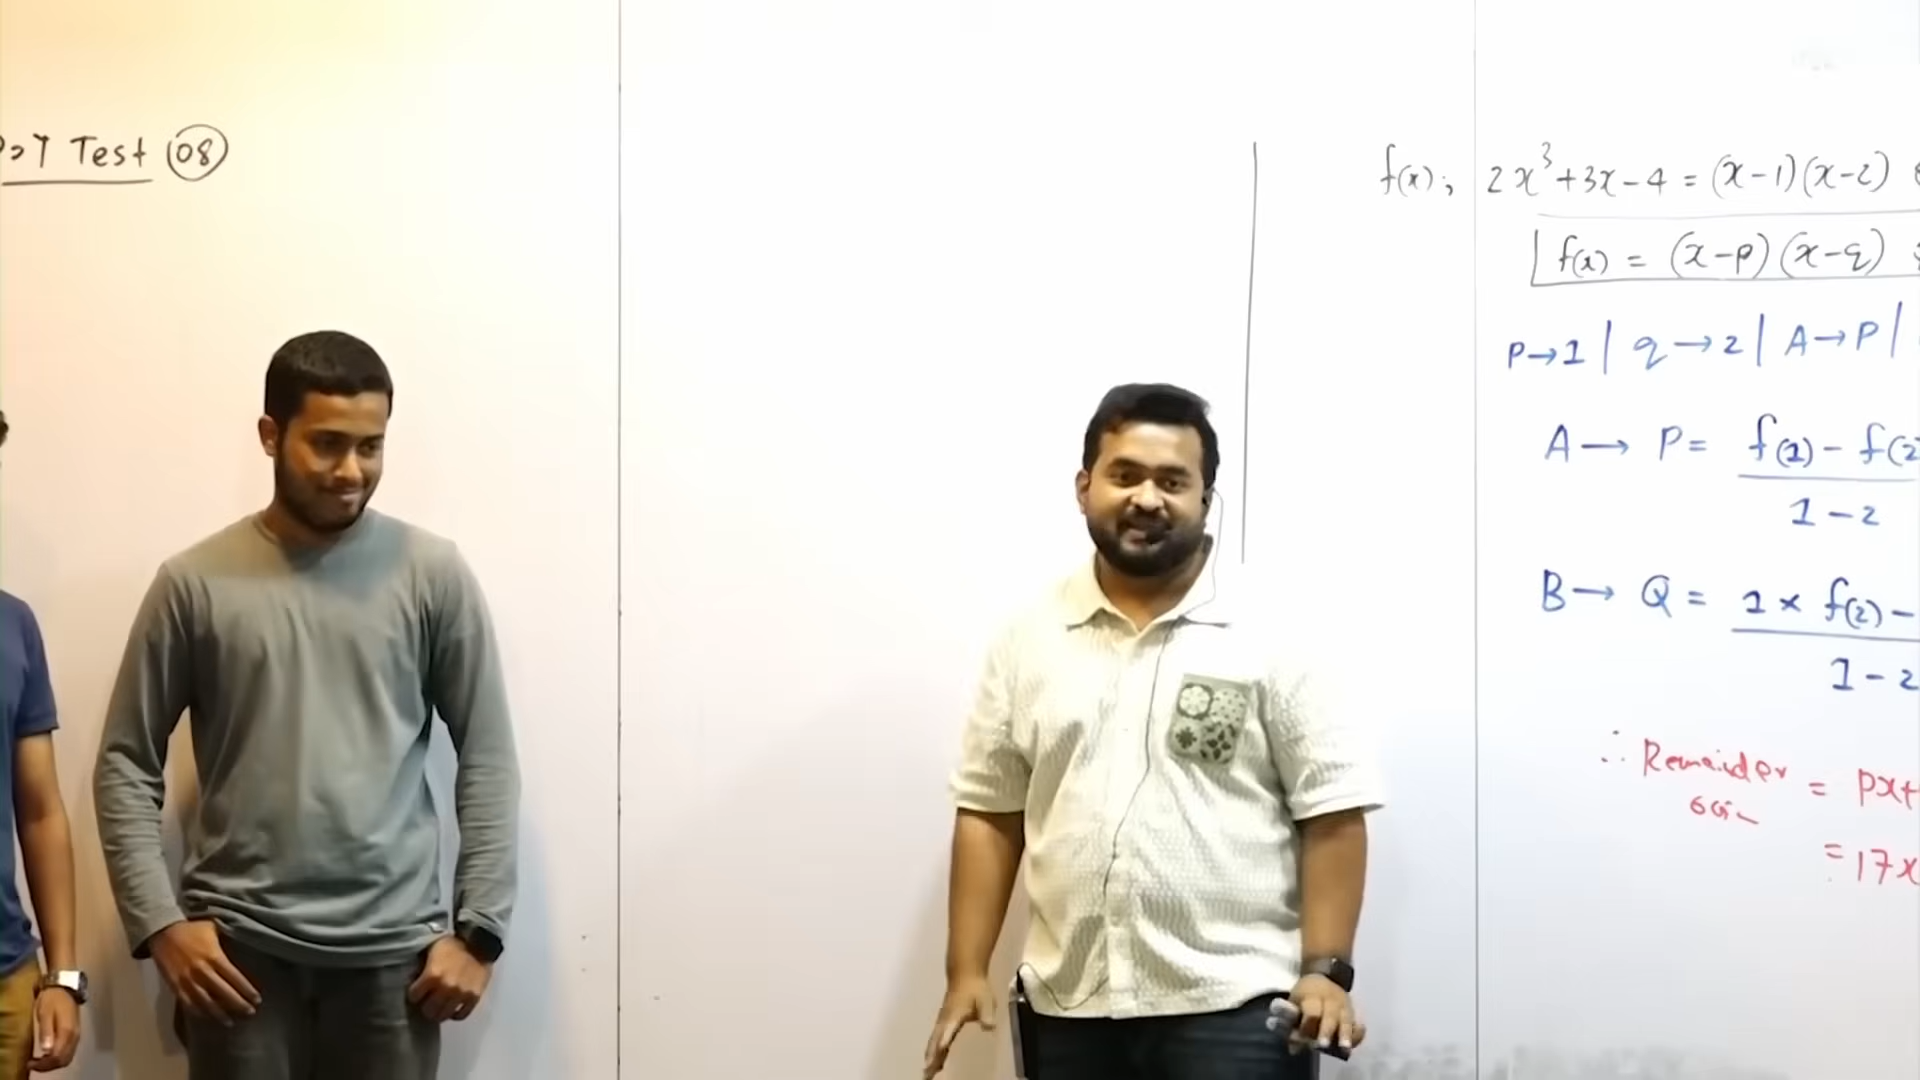 Test 08
f(x); 2x³+3x-4 = (x-1)(x-2)
f(x) = (x-p)(x-q)
P→1 | q→2 | A→P |
A → P = f(1) - f(2
1-2
B → Q = 1 × f(2) -
1-2
∴ Remainder = px+
= 17x